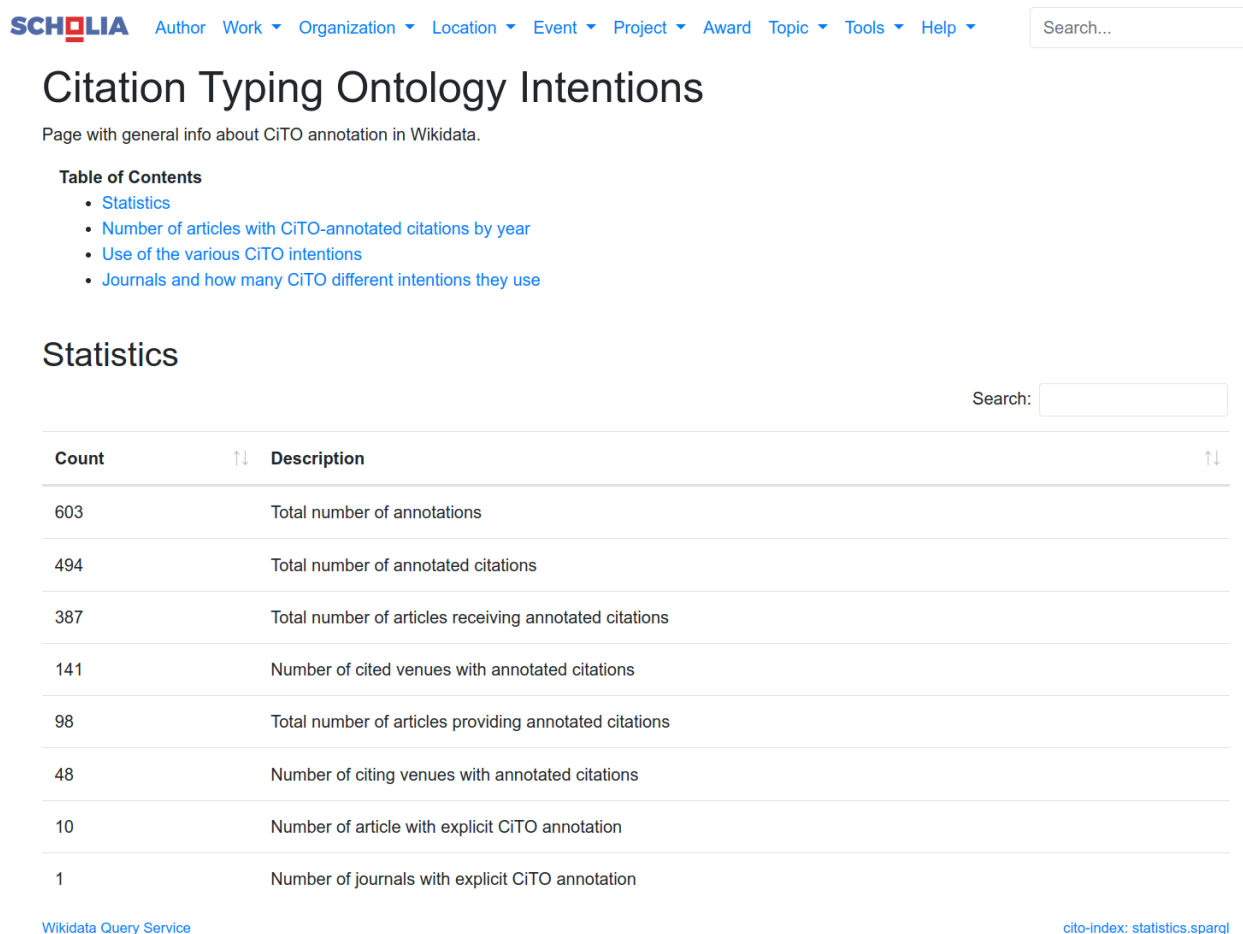 SCHOLIA Author Work Organization Location Event Project Award Topic Tools Help Search...
Citation Typing Ontology Intentions
Page with general info about CiTO annotation in Wikidata.
Table of Contents
Statistics
Number of articles with CiTO-annotated citations by year
Use of the various CiTO intentions
Journals and how many CiTO different intentions they use
Statistics
Search:
Count Description
603 Total number of annotations
494 Total number of annotated citations
387 Total number of articles receiving annotated citations
141 Number of cited venues with annotated citations
98 Total number of articles providing annotated citations
48 Number of citing venues with annotated citations
10 Number of article with explicit CiTO annotation
1 Number of journals with explicit CiTO annotation
Wikidata Query Service cito-index: statistics.sparql